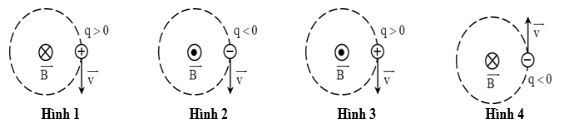 q > 0
B
v
Hình 1
q < 0
B
v
Hình 2
q > 0
B
v
Hình 3
v
B
q < 0
Hình 4